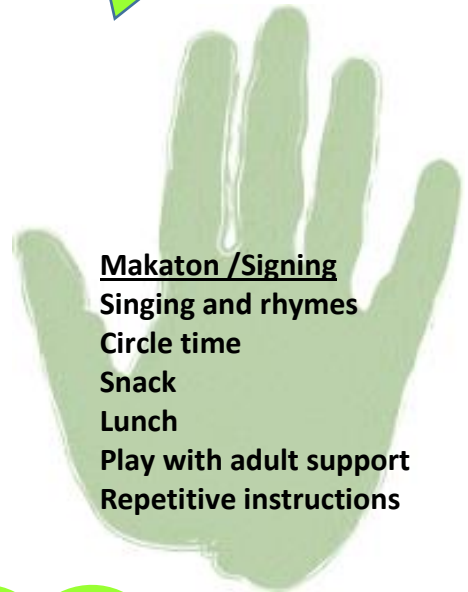 Makaton /Signing
Singing and rhymes
Circle time
Snack
Lunch
Play with adult support
Repetitive instructions